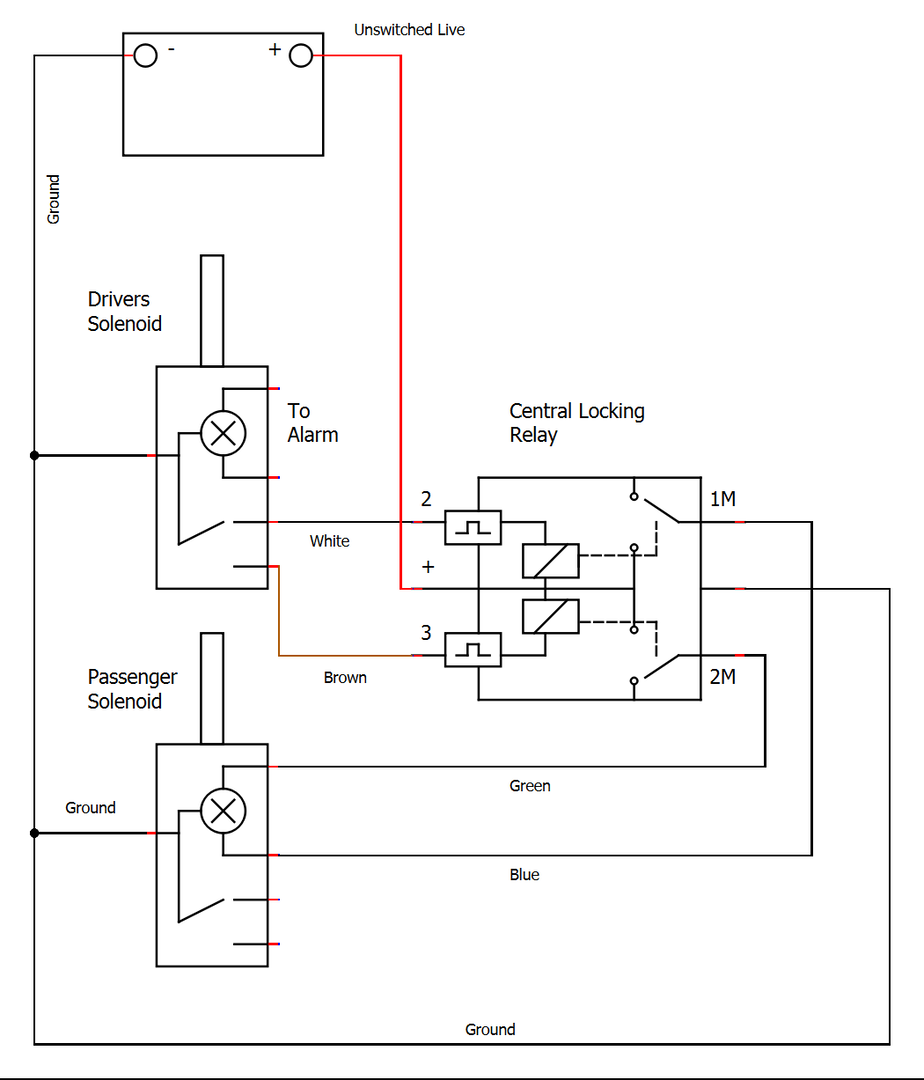 Unswitched Live
- +
Ground
Drivers
Solenoid
To
Alarm
Central Locking
Relay
2
1M
White
+
3
Brown
2M
Passenger
Solenoid
Green
Ground
Blue
Ground